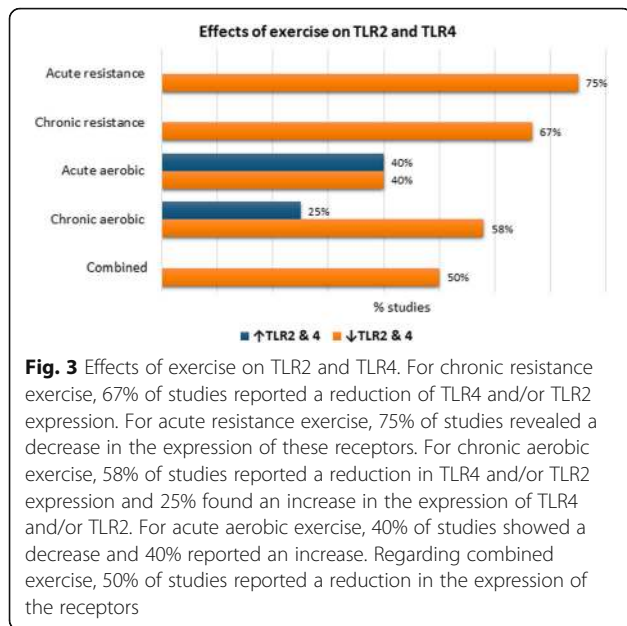 Effects of exercise on TLR2 and TLR4
Acute resistance
75%
Chronic resistance
67%
Acute aerobic
40%
40%
Chronic aerobic
25%
58%
Combined
50%
% studies
↑TLR2 & 4 ↓TLR2 & 4
Fig. 3 Effects of exercise on TLR2 and TLR4. For chronic resistance
exercise, 67% of studies reported a reduction of TLR4 and/or TLR2
expression. For acute resistance exercise, 75% of studies revealed a
decrease in the expression of these receptors. For chronic aerobic
exercise, 58% of studies reported a reduction in TLR4 and/or TLR2
expression and 25% found an increase in the expression of TLR4
and/or TLR2. For acute aerobic exercise, 40% of studies showed a
decrease and 40% reported an increase. Regarding combined
exercise, 50% of studies reported a reduction in the expression of
the receptors